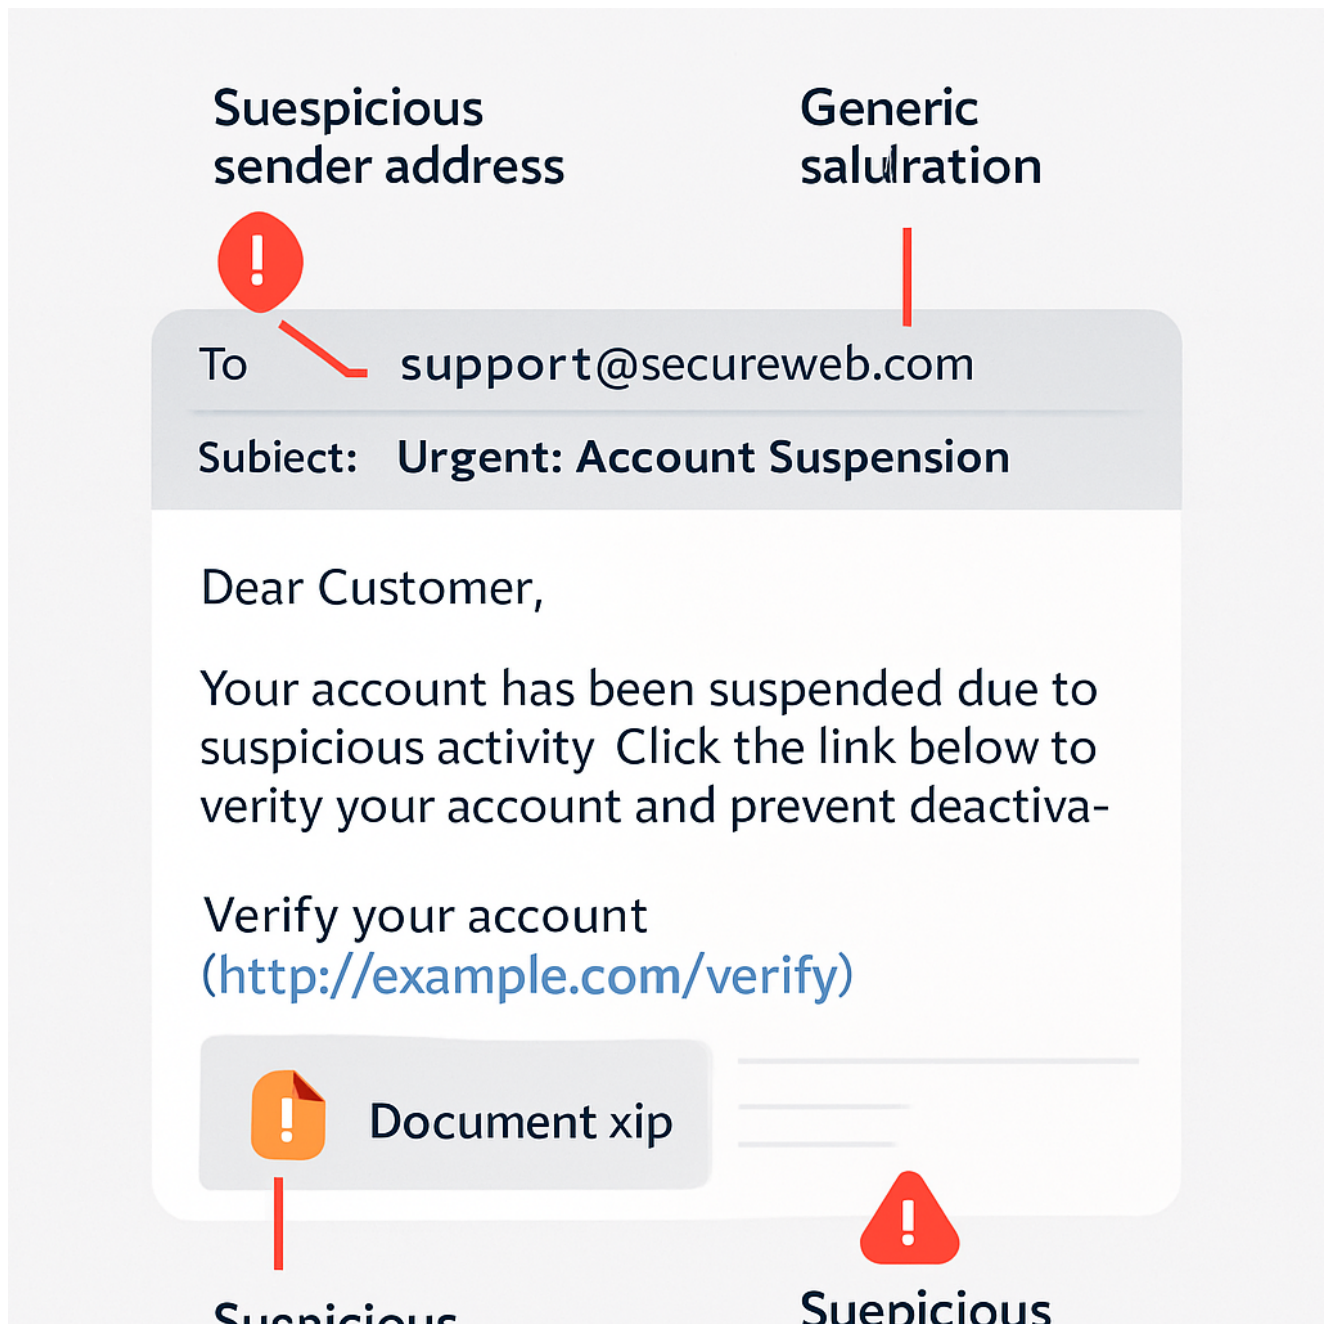 Suespicious
sender address
Generic
To support@secureweb.com
Subiect: Urgent: Account Suspension
Dear Customer,
Your account has been suspended due to
suspicious activity Click the link below to
verity your account and prevent deactiva-
Verify your account
(http://example.com/verify)
Document xip
Suspicious
Suepicious